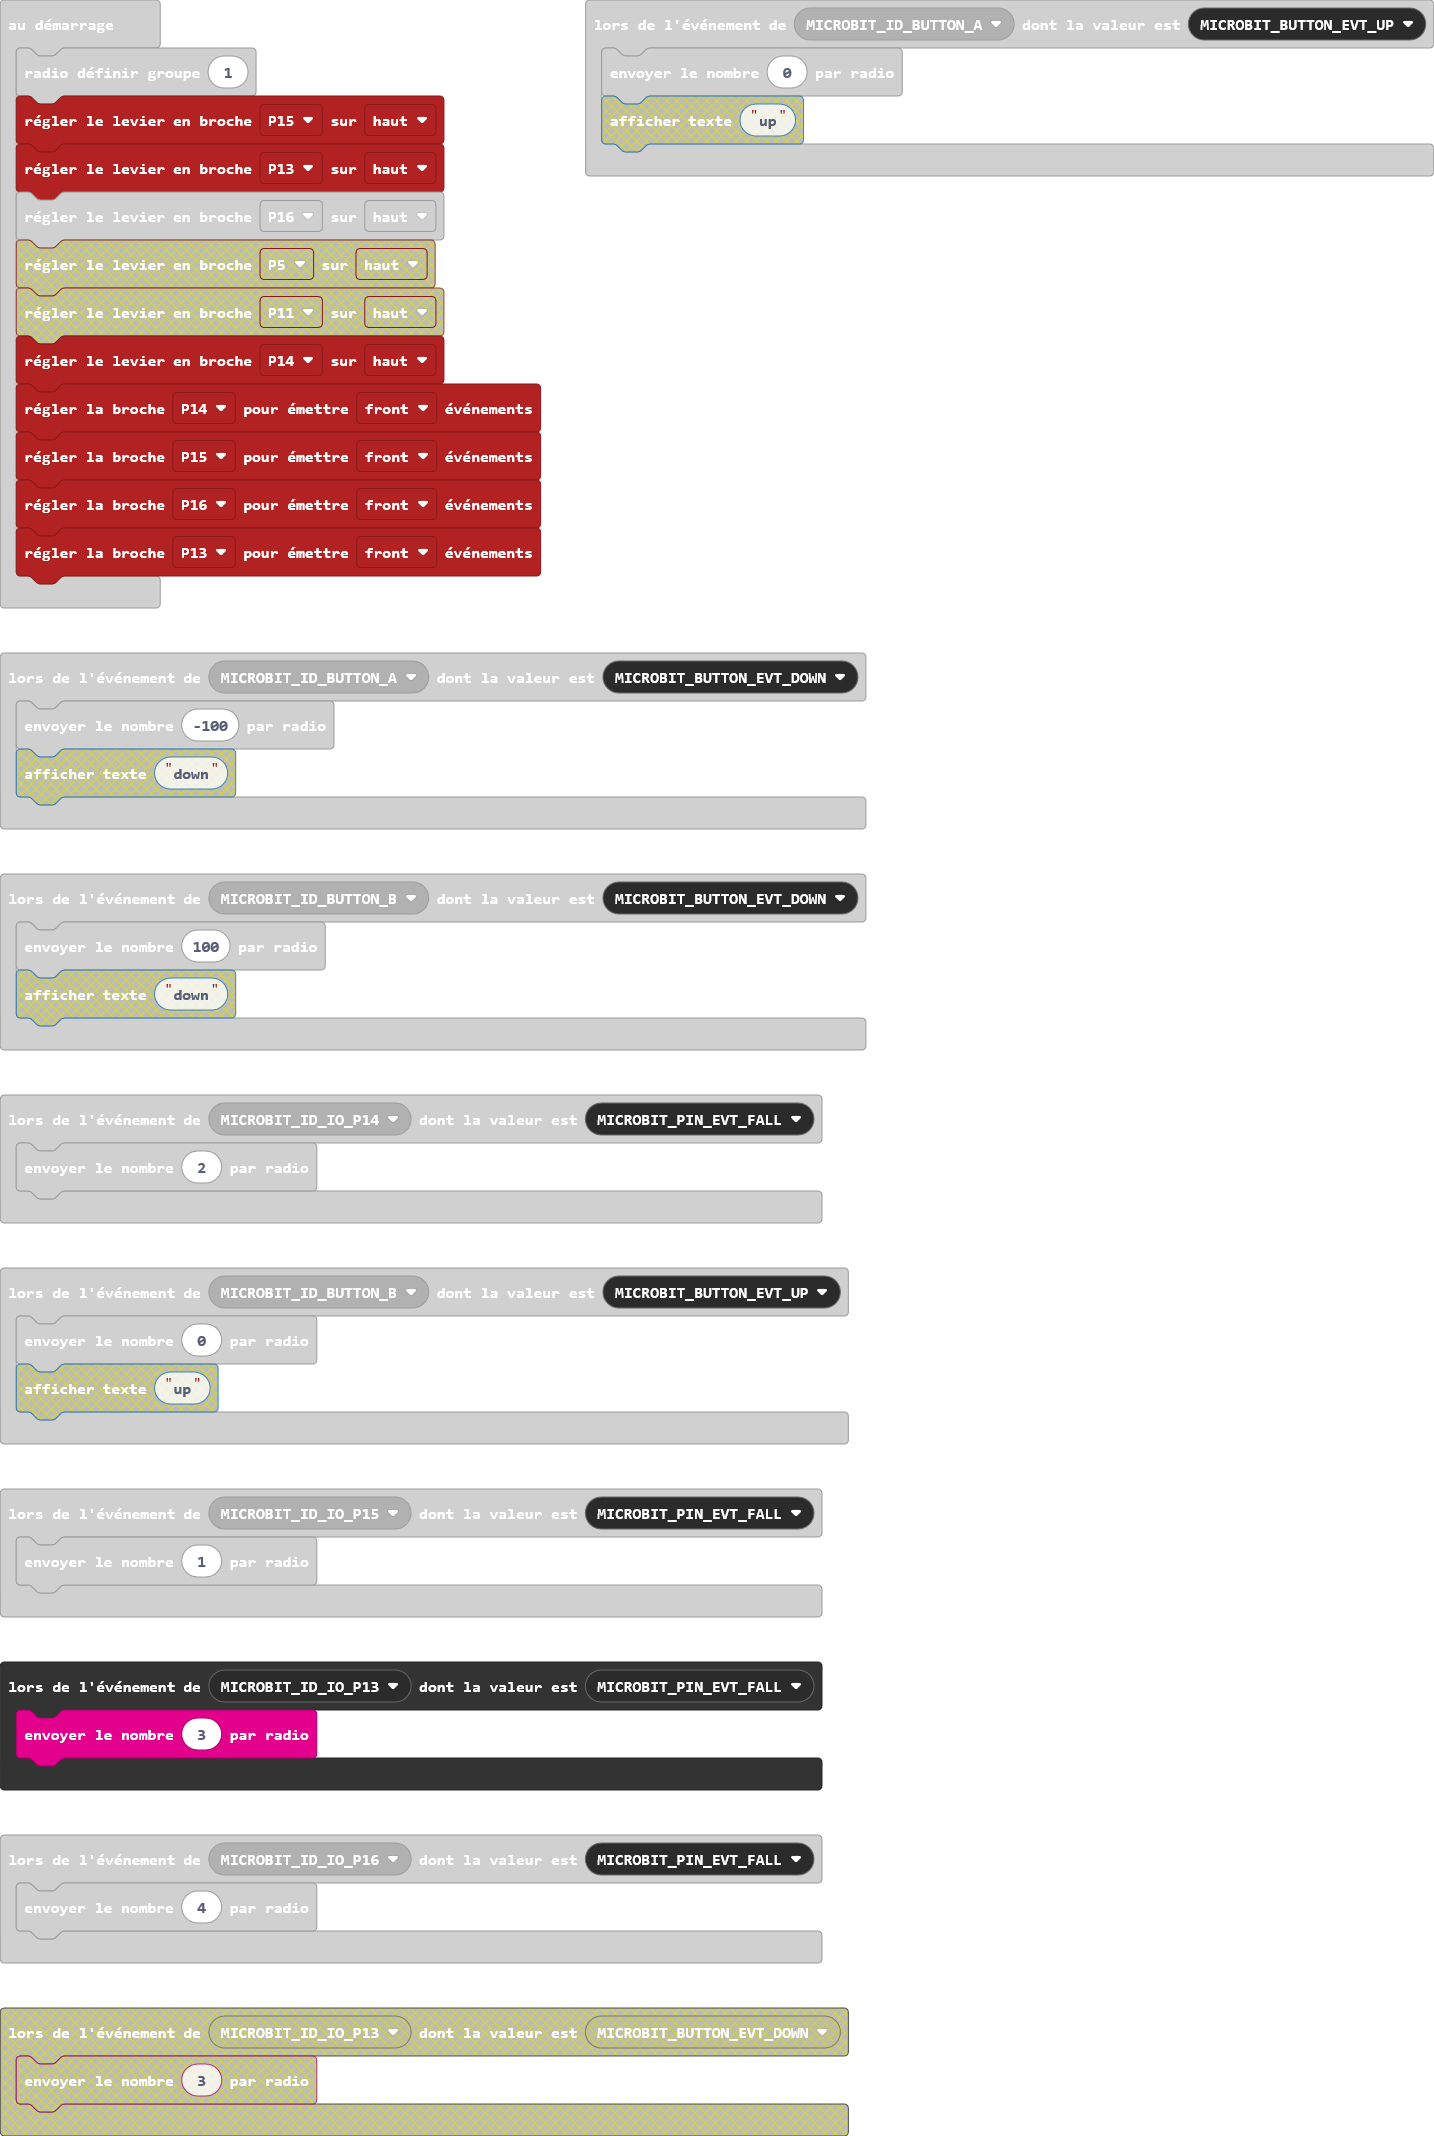 au démarrage
radio définir groupe 1
régler le levier en broche P15 sur haut
régler le levier en broche P13 sur haut
régler le levier en broche P16 sur haut
régler le levier en broche P5 sur haut
régler le levier en broche P11 sur haut
régler le levier en broche P14 sur haut
régler la broche P14 pour émettre front événements
régler la broche P15 pour émettre front événements
régler la broche P16 pour émettre front événements
régler la broche P13 pour émettre front événements
lors de l'événement de MICROBIT_ID_BUTTON_A dont la valeur est MICROBIT_BUTTON_EVT_UP
envoyer le nombre 0 par radio
afficher texte "up"
lors de l'événement de MICROBIT_ID_BUTTON_A dont la valeur est MICROBIT_BUTTON_EVT_DOWN
envoyer le nombre -100 par radio
afficher texte "down"
lors de l'événement de MICROBIT_ID_BUTTON_B dont la valeur est MICROBIT_BUTTON_EVT_DOWN
envoyer le nombre 100 par radio
afficher texte "down"
lors de l'événement de MICROBIT_ID_IO_P14 dont la valeur est MICROBIT_PIN_EVT_FALL
envoyer le nombre 2 par radio
lors de l'événement de MICROBIT_ID_BUTTON_B dont la valeur est MICROBIT_BUTTON_EVT_UP
envoyer le nombre 0 par radio
afficher texte "up"
lors de l'événement de MICROBIT_ID_IO_P15 dont la valeur est MICROBIT_PIN_EVT_FALL
envoyer le nombre 1 par radio
lors de l'événement de MICROBIT_ID_IO_P13 dont la valeur est MICROBIT_PIN_EVT_FALL
envoyer le nombre 3 par radio
lors de l'événement de MICROBIT_ID_IO_P16 dont la valeur est MICROBIT_PIN_EVT_FALL
envoyer le nombre 4 par radio
lors de l'événement de MICROBIT_ID_IO_P13 dont la valeur est MICROBIT_BUTTON_EVT_DOWN
envoyer le nombre 3 par radio